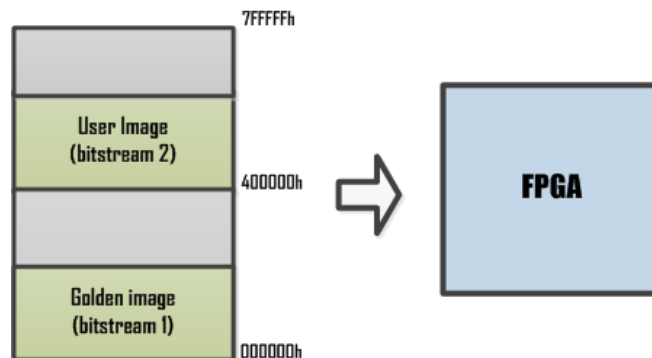 7FFFFFh
User Image
(bitstream 2)
400000h
FPGA
Golden image
(bitstream 1)
000000h